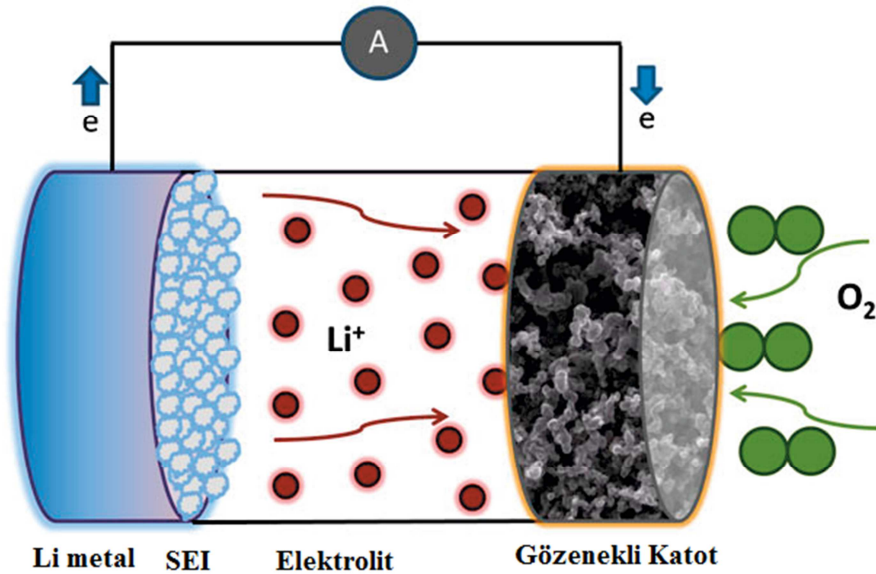 A
e
e
Li⁺
O₂
Li metal SEI Elektrolit Gözenekli Katot